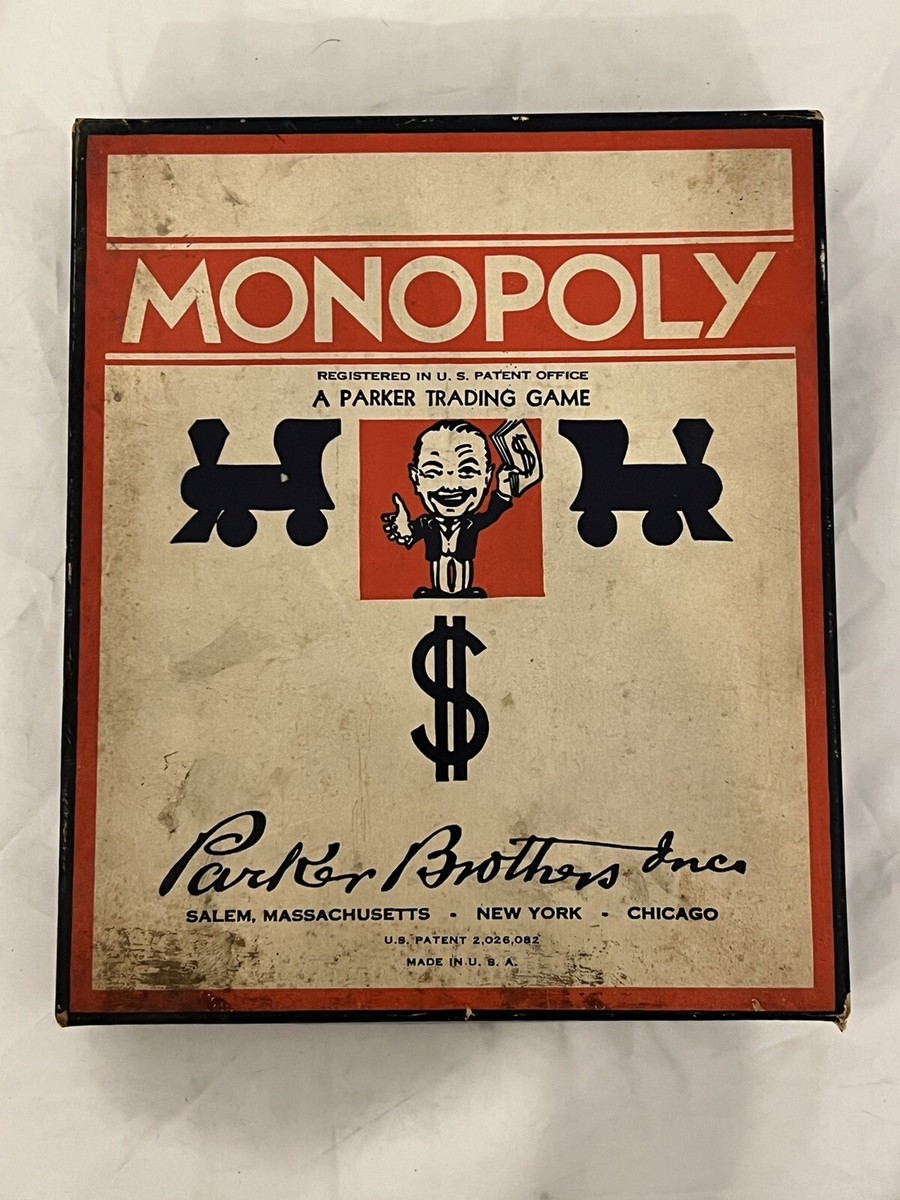 MONOPOLY
REGISTERED IN U. S. PATENT OFFICE
A PARKER TRADING GAME
$
$
Parker Brothers Inc.
SALEM, MASSACHUSETTS - NEW YORK - CHICAGO
U.S. PATENT 2,026,082
MADE IN U. S. A.